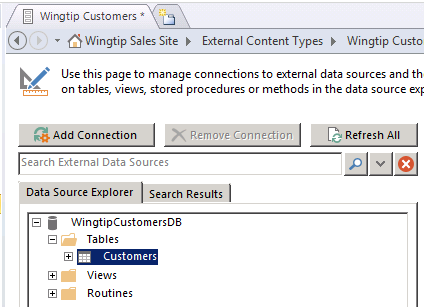 Wingtip Customers *
Wingtip Sales Site External Content Types Wingtip Custo
Use this page to manage connections to external data sources and th
on tables, views, stored procedures or methods in the data source exp
Add Connection Remove Connection Refresh All
Search External Data Sources
Data Source Explorer Search Results
WingtipCustomersDB
Tables
Customers
Views
Routines